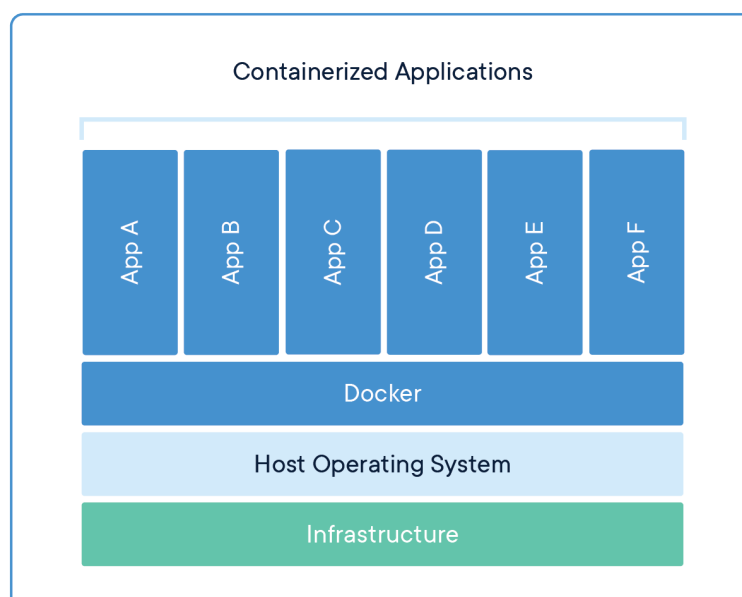 Containerized Applications
App A
App B
App C
App D
App E
App F
Docker
Host Operating System
Infrastructure